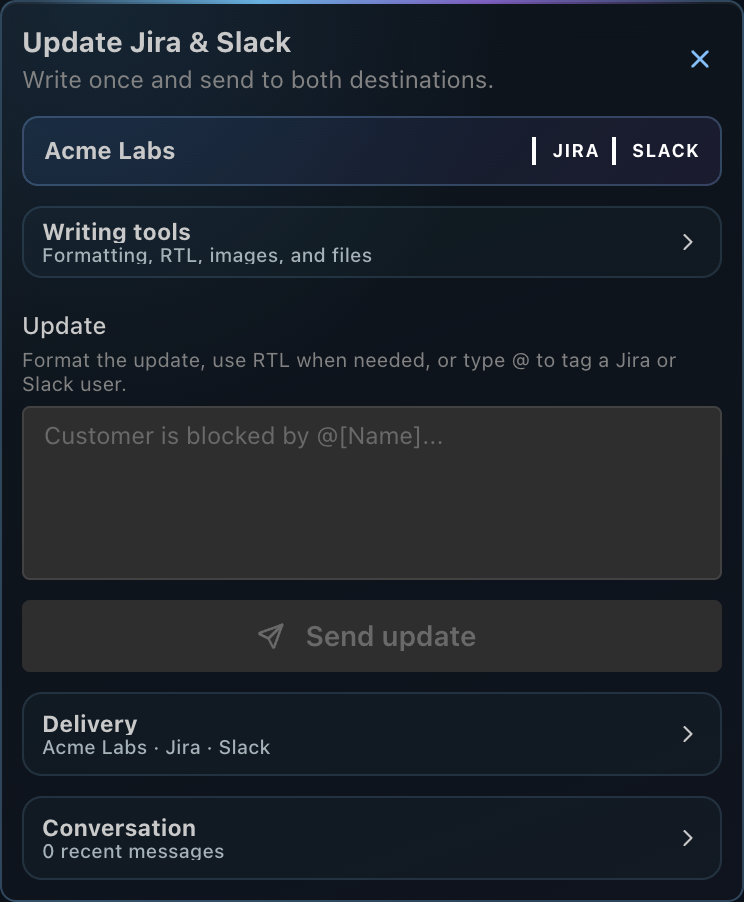 Update Jira & Slack
Write once and send to both destinations.
Acme Labs JIRA SLACK
Writing tools
Formatting, RTL, images, and files
Update
Format the update, use RTL when needed, or type @ to tag a Jira or
Slack user.
Customer is blocked by @[Name]...
Send update
Delivery
Acme Labs · Jira · Slack
Conversation
0 recent messages